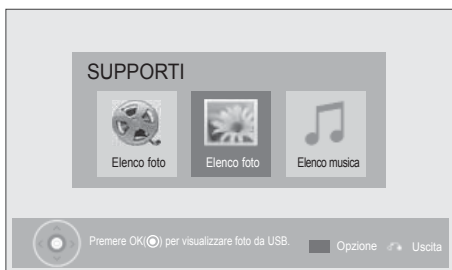 SUPPORTI
Elenco foto
Elenco foto
Elenco musica
Premere OK(◉) per visualizzare foto da USB.
Opzione
Uscita